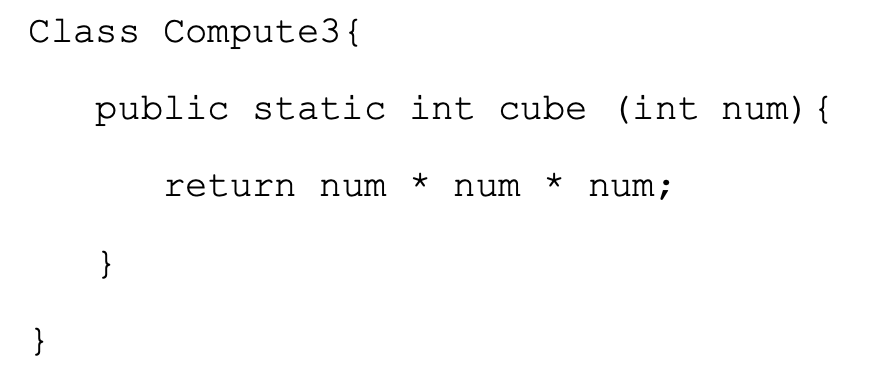 Class Compute3{
public static int cube (int num){
return num * num * num;
}
}